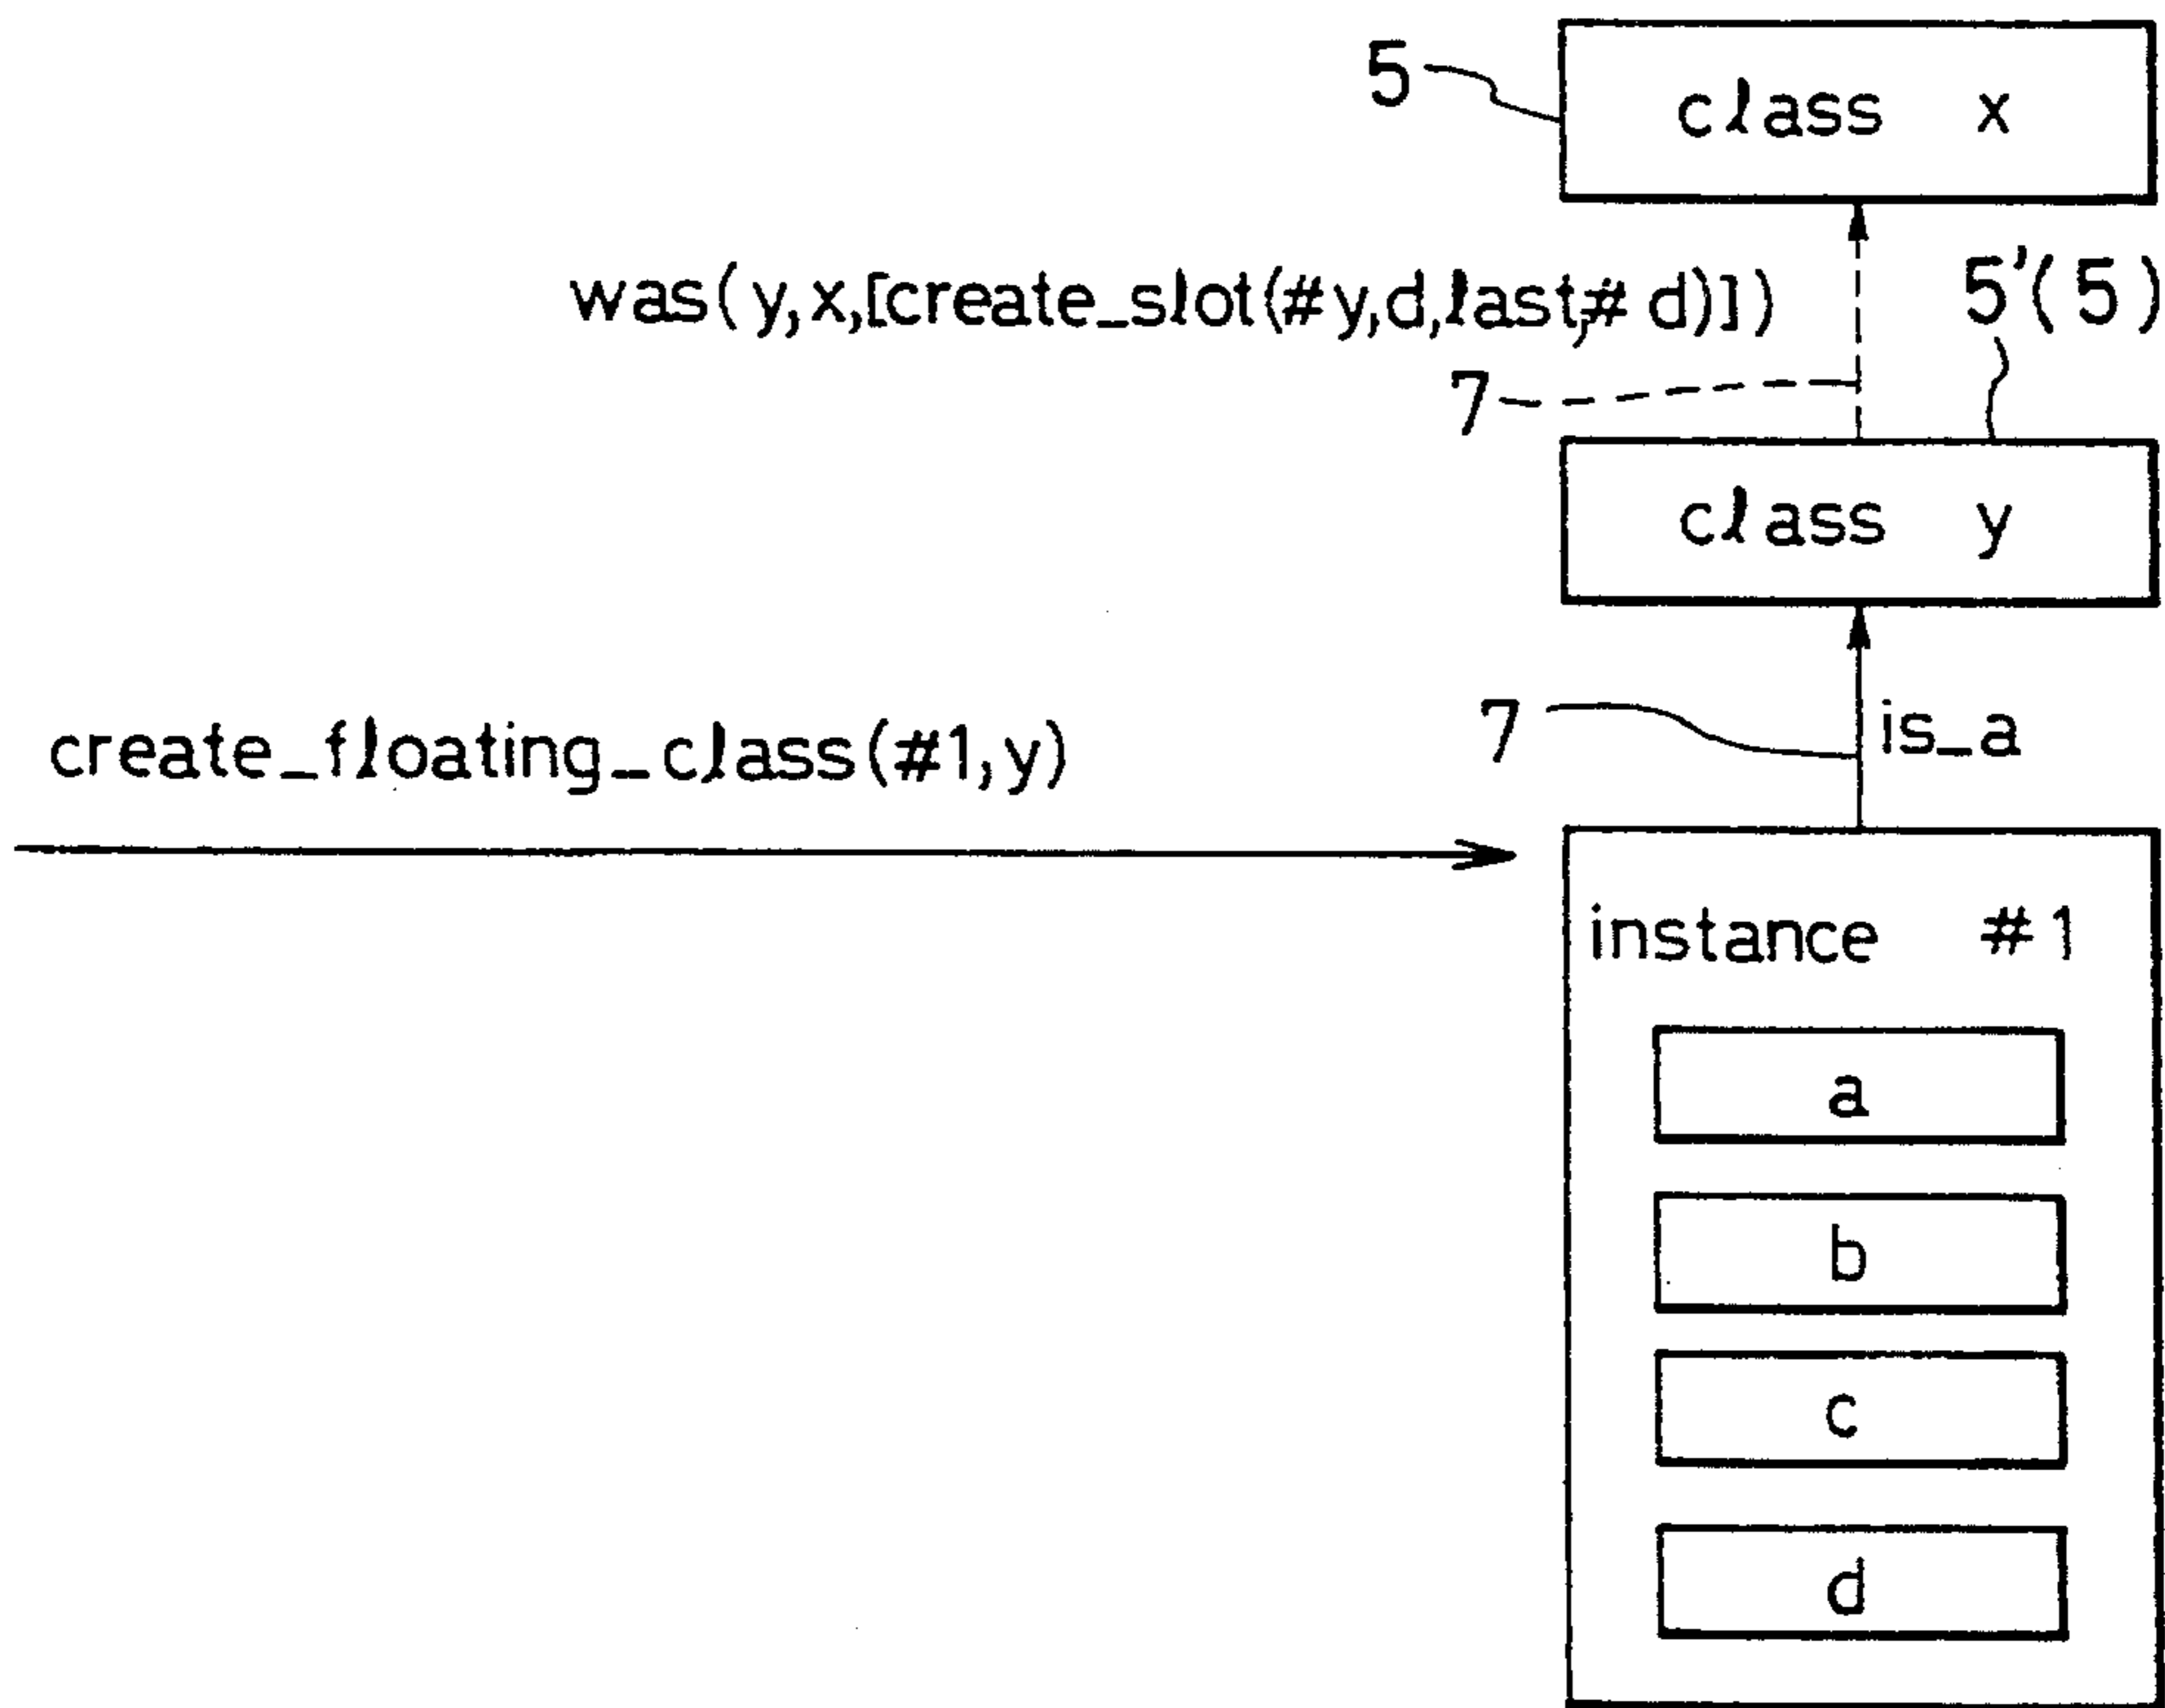 5
class x
was(y,x,[create_slot(#y,d,last,#d)])
5'(5)
7
class y
7
is_a
create_floating_class(#1,y)
instance #1
a
b
c
d